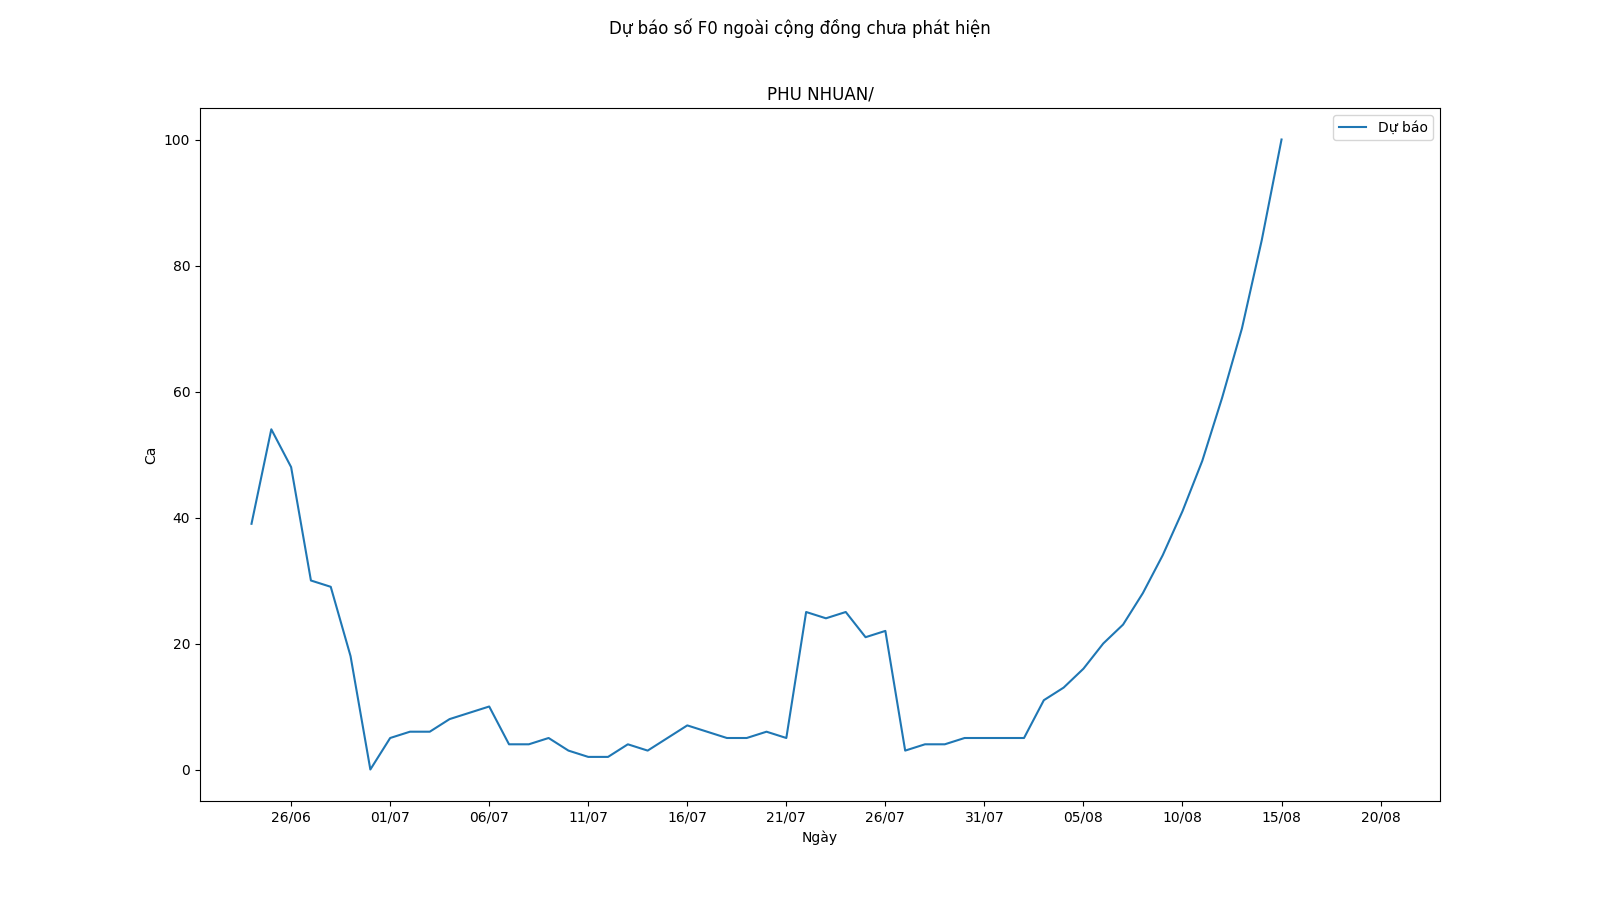 Dự báo số F0 ngoài cộng đồng chưa phát hiện
PHU NHUAN/
Dự báo
100
80
60
40
20
0
Ca
26/06 01/07 06/07 11/07 16/07 21/07 26/07 31/07 05/08 10/08 15/08 20/08
Ngày